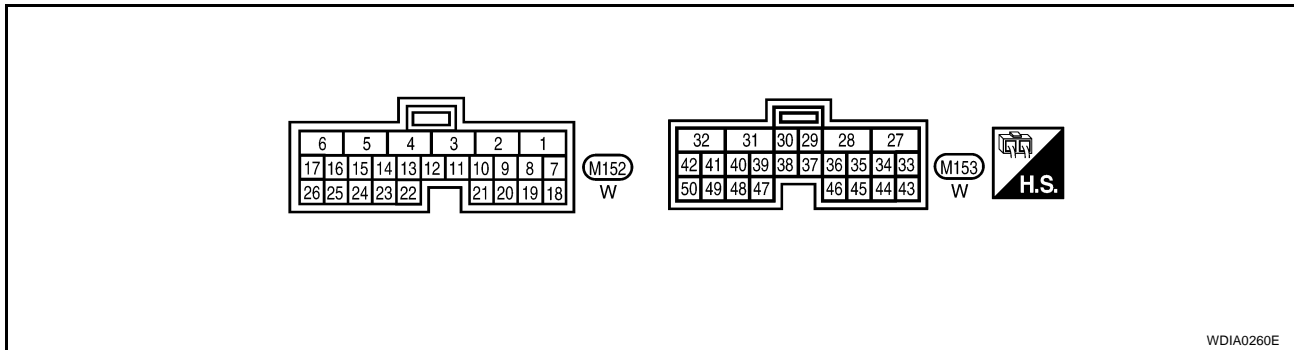 6 5 4 3 2 1
17 16 15 14 13 12 11 10 9 8 7
26 25 24 23 22 21 20 19 18
M152
W
32 31 30 29 28 27
42 41 40 39 38 37 36 35 34 33
50 49 48 47 46 45 44 43
M153
W
H.S.
WDIA0260E